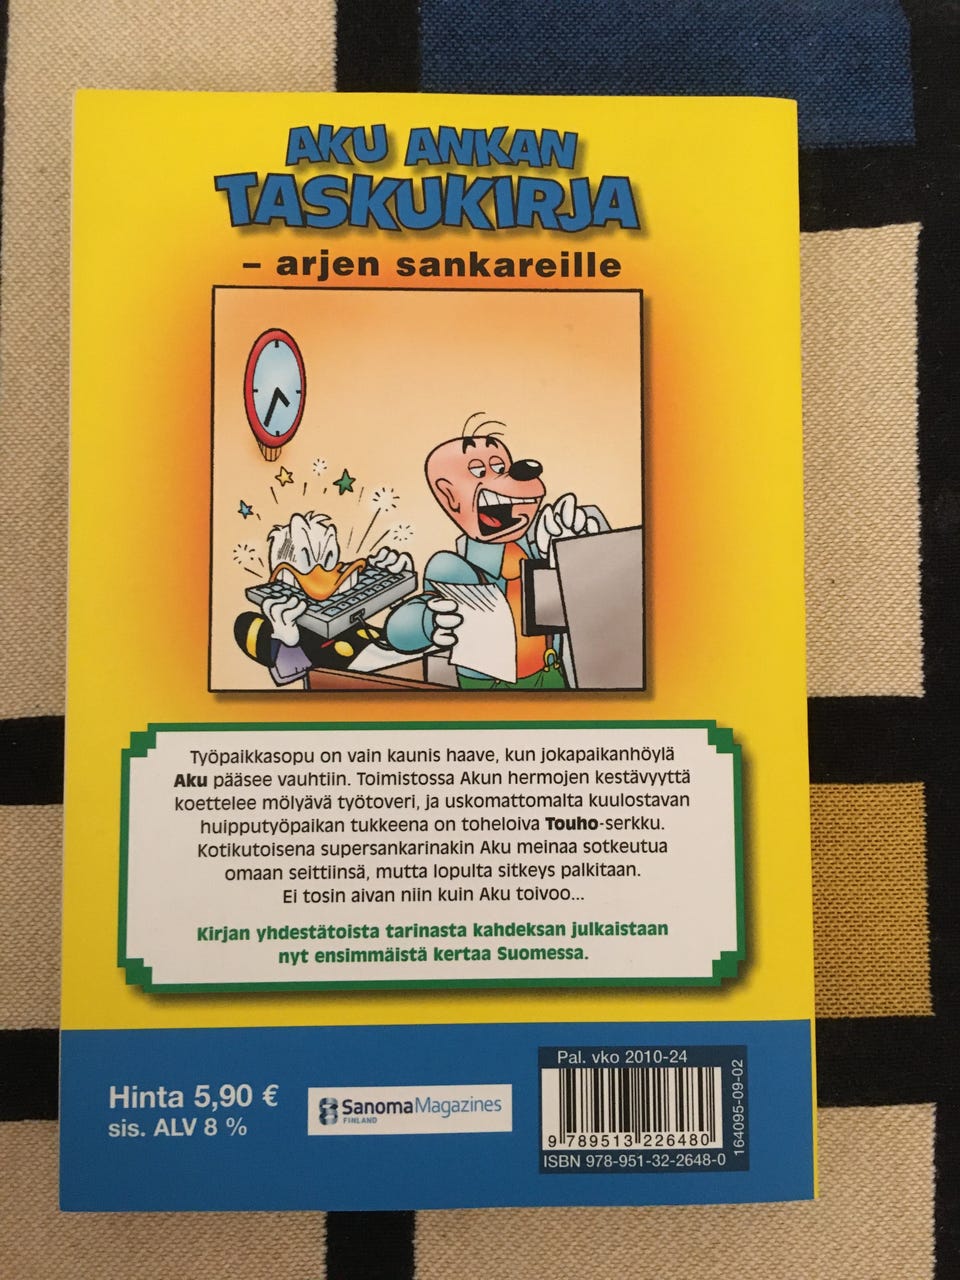 AKU ANKAN
TASKUKIRJA
– arjen sankareille
Työpaikkasopu on vain kaunis haave, kun jokapaikanhöylä
Aku pääsee vauhtiin. Toimistossa Akun hermojen kestävyyttä
koettelee mölyävä työtoveri, ja uskomattomalta kuulostavan
huipputyöpaikan tukkeena on toheloiva Touho-serkku.
Kotikutoisena supersankarinakin Aku meinaa sotkeutua
omaan seittiinsä, mutta lopulta sitkeys palkitaan.
Ei tosin aivan niin kuin Aku toivoo...
Kirjan yhdestätoista tarinasta kahdeksan julkaistaan
nyt ensimmäistä kertaa Suomessa.
Hinta 5,90 €
sis. ALV 8 %
SanomaMagazines
FINLAND
Pal. vko 2010-24
9 789513 226480
ISBN 978-951-32-2648-0
164095-09-02